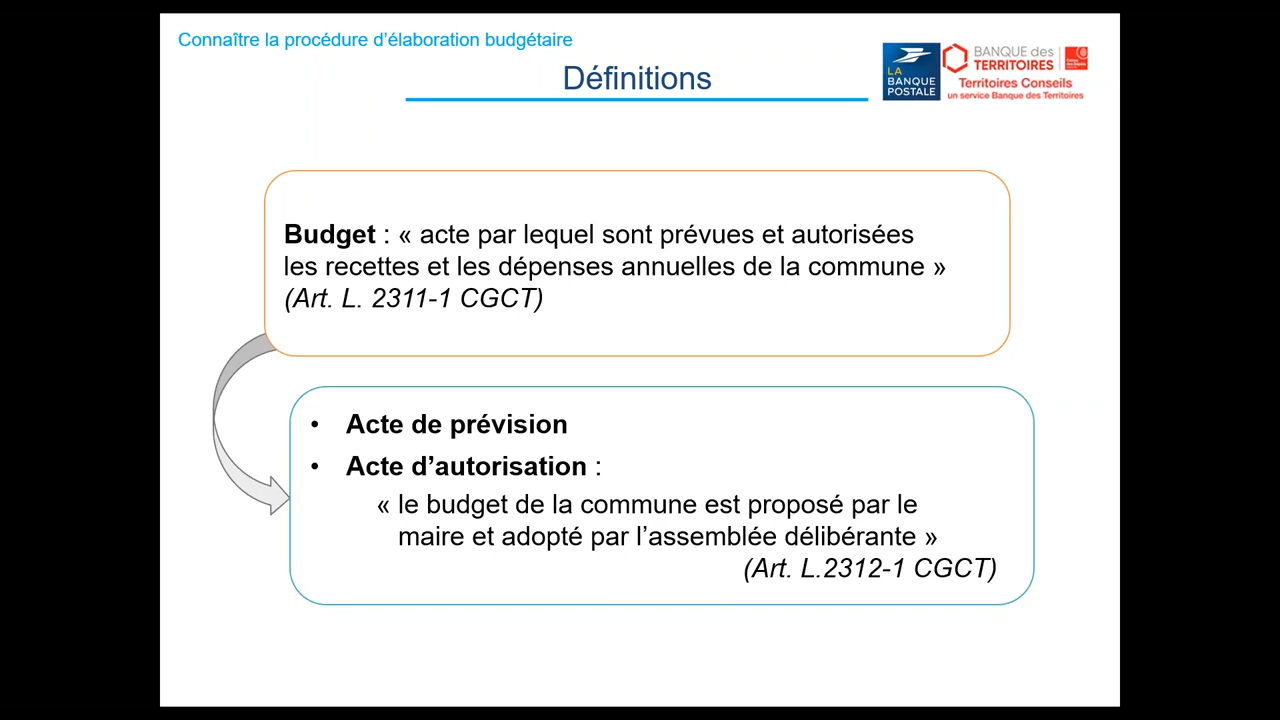 Connaître la procédure d’élaboration budgétaire
Définitions
LA
BANQUE
POSTALE
BANQUE des
TERRITOIRES
Caisse
des Dépôts
Territoires Conseils
un service Banque des Territoires
Budget : « acte par lequel sont prévues et autorisées
les recettes et les dépenses annuelles de la commune »
(Art. L. 2311-1 CGCT)
• Acte de prévision
• Acte d’autorisation :
« le budget de la commune est proposé par le
maire et adopté par l’assemblée délibérante »
(Art. L.2312-1 CGCT)